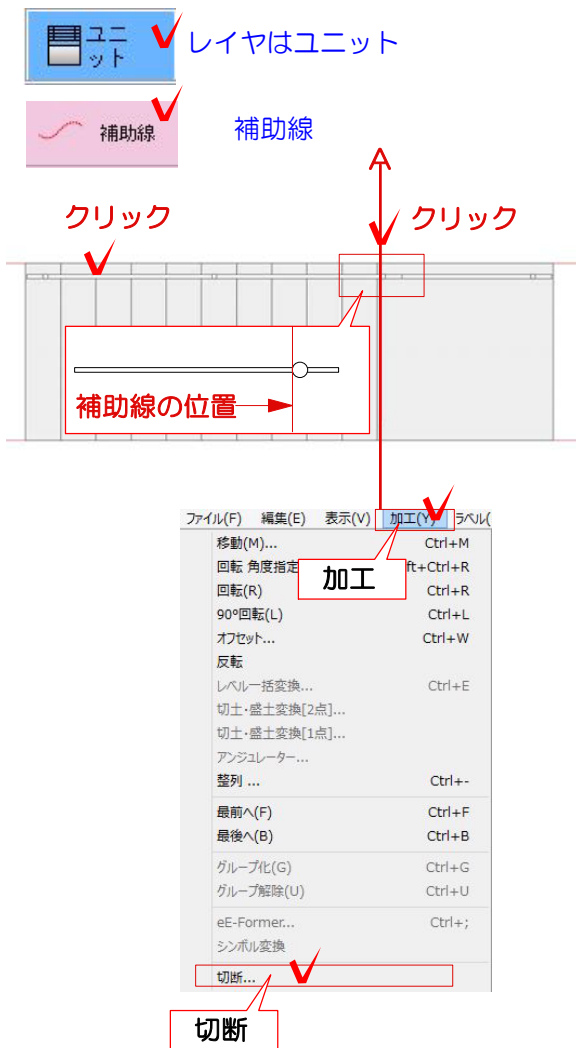 ユニ
ット
レイヤはユニット
補助線
補助線
クリック
クリック
補助線の位置
ファイル(F) 編集(E) 表示(V) 加工(Y) ラベル(
移動(M)... Ctrl+M
回転 角度指定 ft+Ctrl+R
加工
回転(R) Ctrl+R
90°回転(L) Ctrl+L
オフセット... Ctrl+W
反転
レベル一括変換... Ctrl+E
切土・盛土変換[2点]...
切土・盛土変換[1点]...
アンジュレーター...
整列 ... Ctrl+-
最前へ(F) Ctrl+F
最後へ(B) Ctrl+B
グループ化(G) Ctrl+G
グループ解除(U) Ctrl+U
eE-Former... Ctrl+;
シンボル変換
切断...
切断